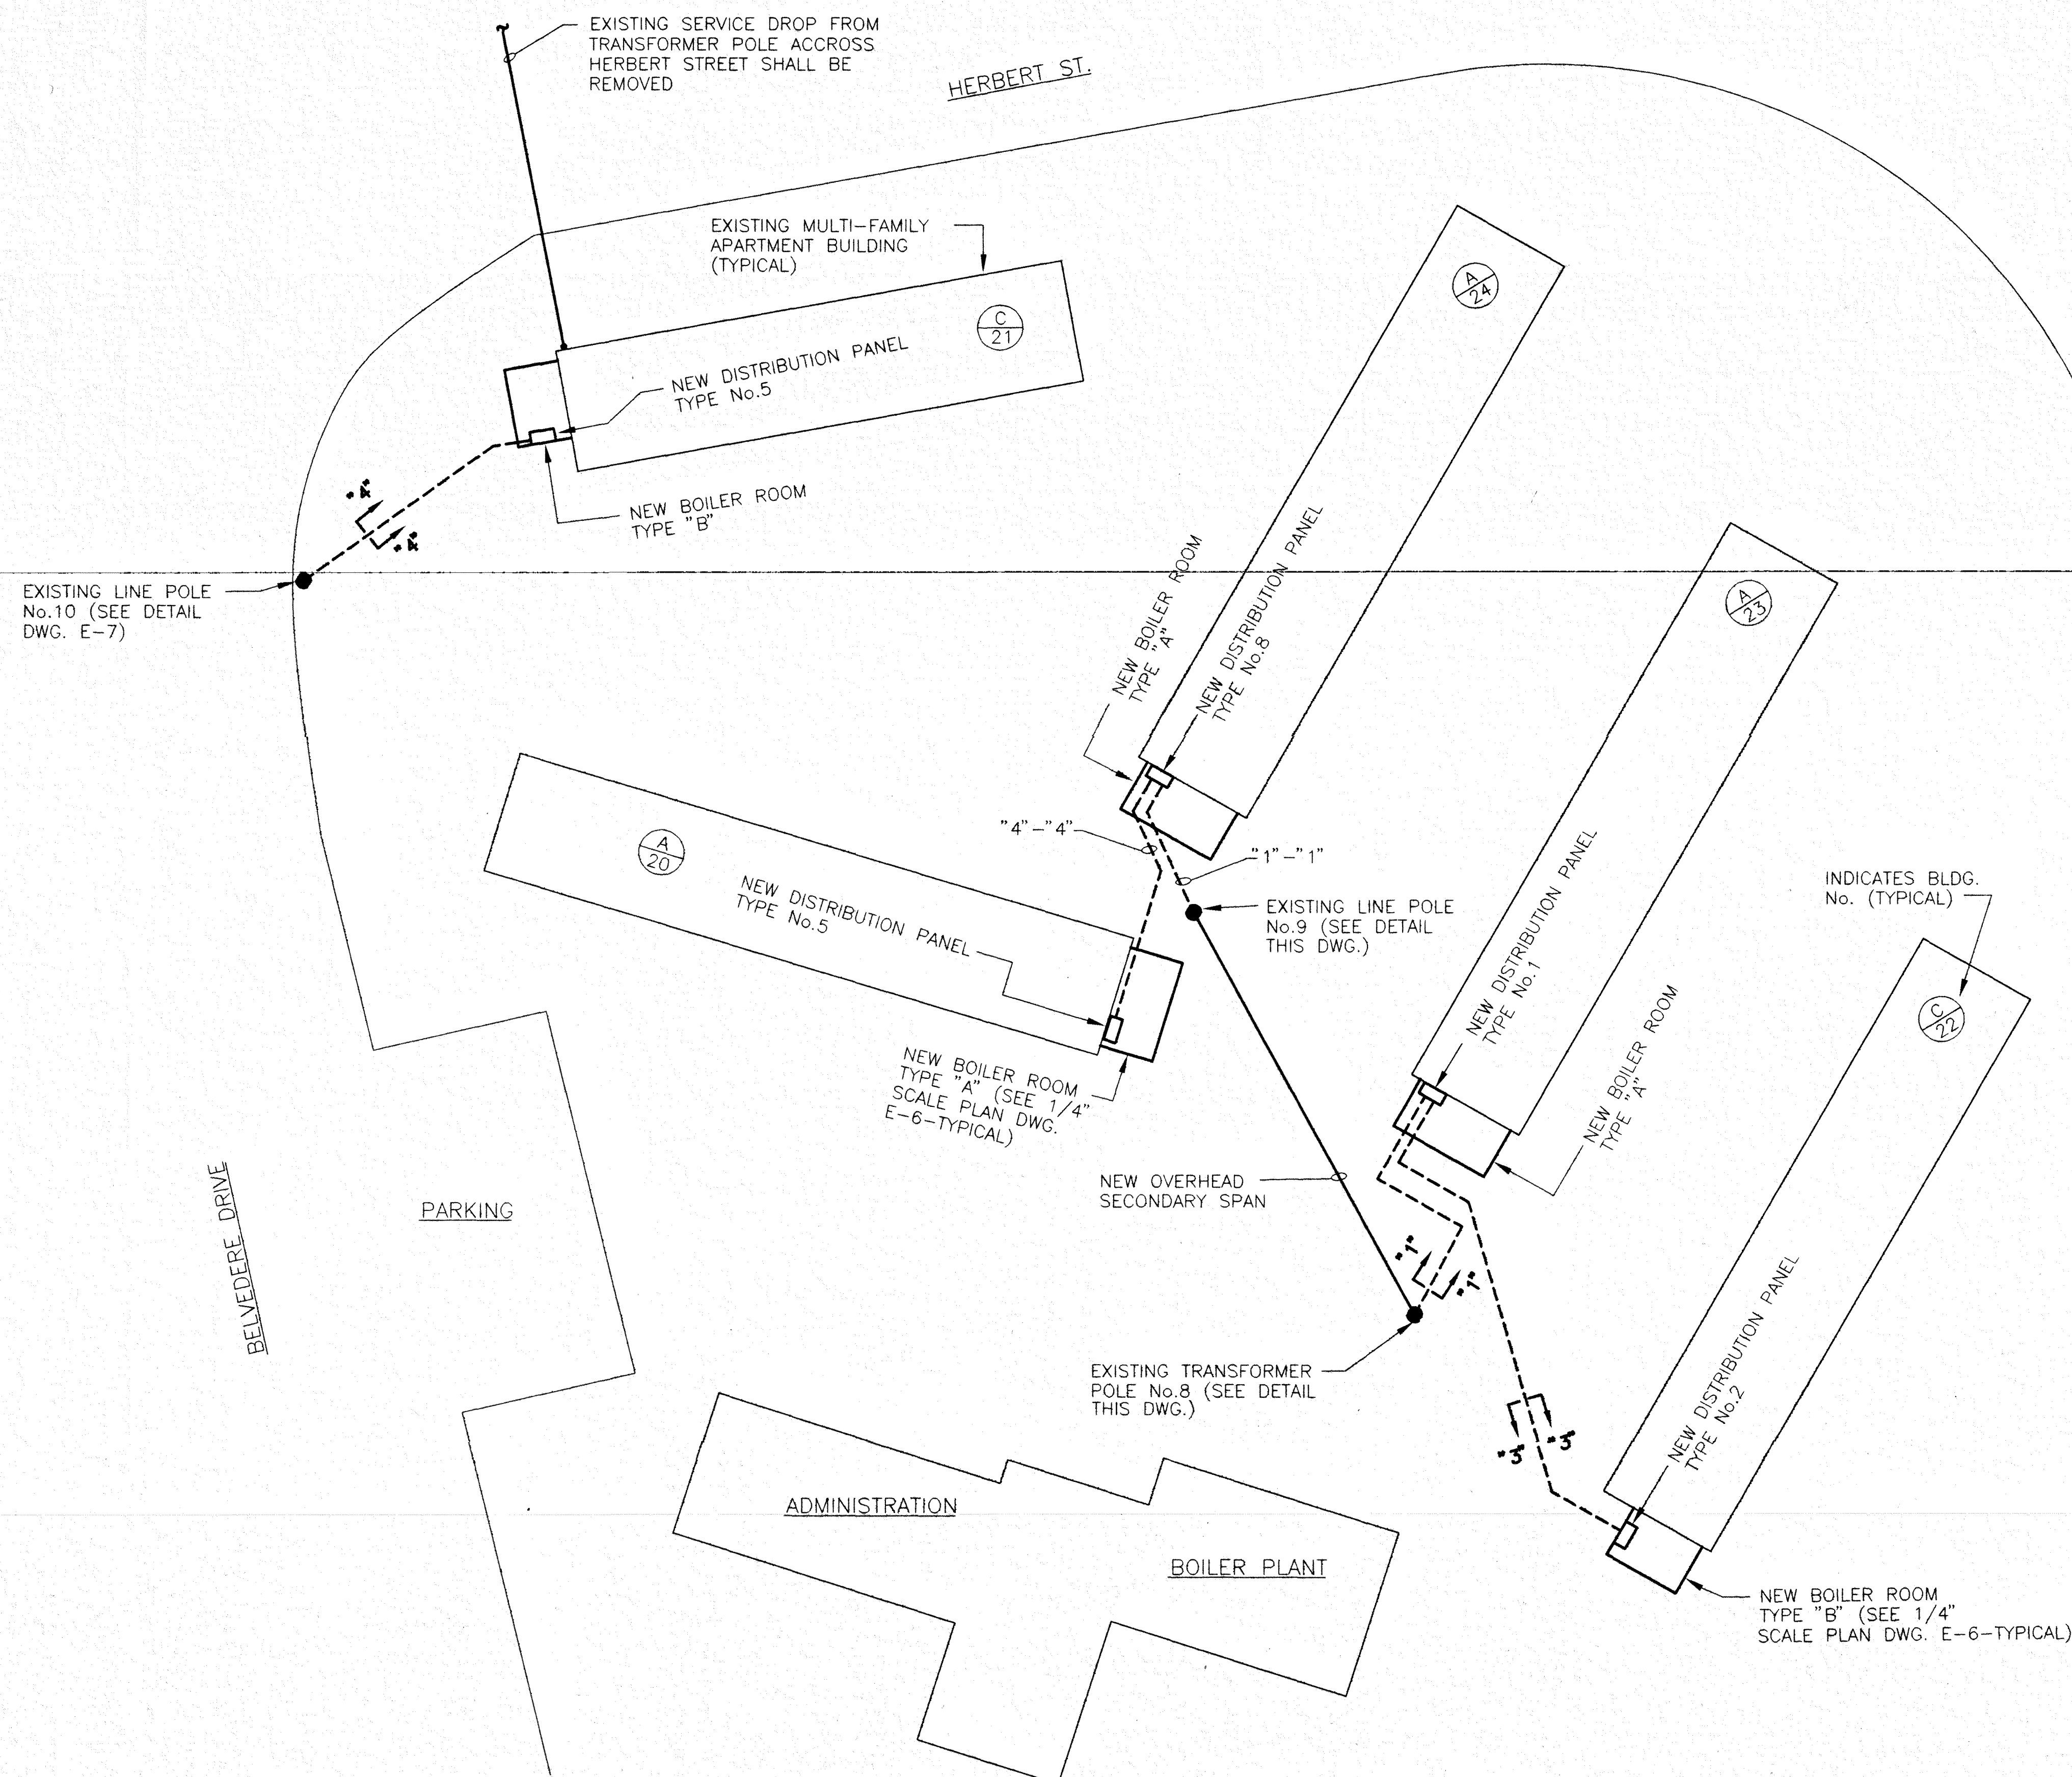 EXISTING SERVICE DROP FROM
TRANSFORMER POLE ACCROSS
HERBERT STREET SHALL BE
REMOVED
HERBERT ST.
EXISTING MULTI-FAMILY
APARTMENT BUILDING
(TYPICAL)
C
21
NEW DISTRIBUTION PANEL
TYPE No.5
NEW BOILER ROOM
TYPE "B"
"4"
"4"
EXISTING LINE POLE
No.10 (SEE DETAIL
DWG. E-7)
A
24
NEW BOILER ROOM
TYPE "A"
NEW DISTRIBUTION PANEL
TYPE No.8
A
23
"4"-"4"
"1"-"1"
A
20
NEW DISTRIBUTION PANEL
TYPE No.5
EXISTING LINE POLE
No.9 (SEE DETAIL
THIS DWG.)
INDICATES BLDG.
No. (TYPICAL)
C
22
NEW DISTRIBUTION PANEL
TYPE No.1
NEW BOILER ROOM
TYPE "A"
NEW BOILER ROOM
TYPE "A" (SEE 1/4"
SCALE PLAN DWG.
E-6-TYPICAL)
NEW OVERHEAD
SECONDARY SPAN
BELVEDERE DRIVE
PARKING
"1"
"1"
EXISTING TRANSFORMER
POLE No.8 (SEE DETAIL
THIS DWG.)
"3"
"3"
NEW DISTRIBUTION PANEL
TYPE No.2
ADMINISTRATION
BOILER PLANT
NEW BOILER ROOM
TYPE "B" (SEE 1/4"
SCALE PLAN DWG. E-6-TYPICAL)